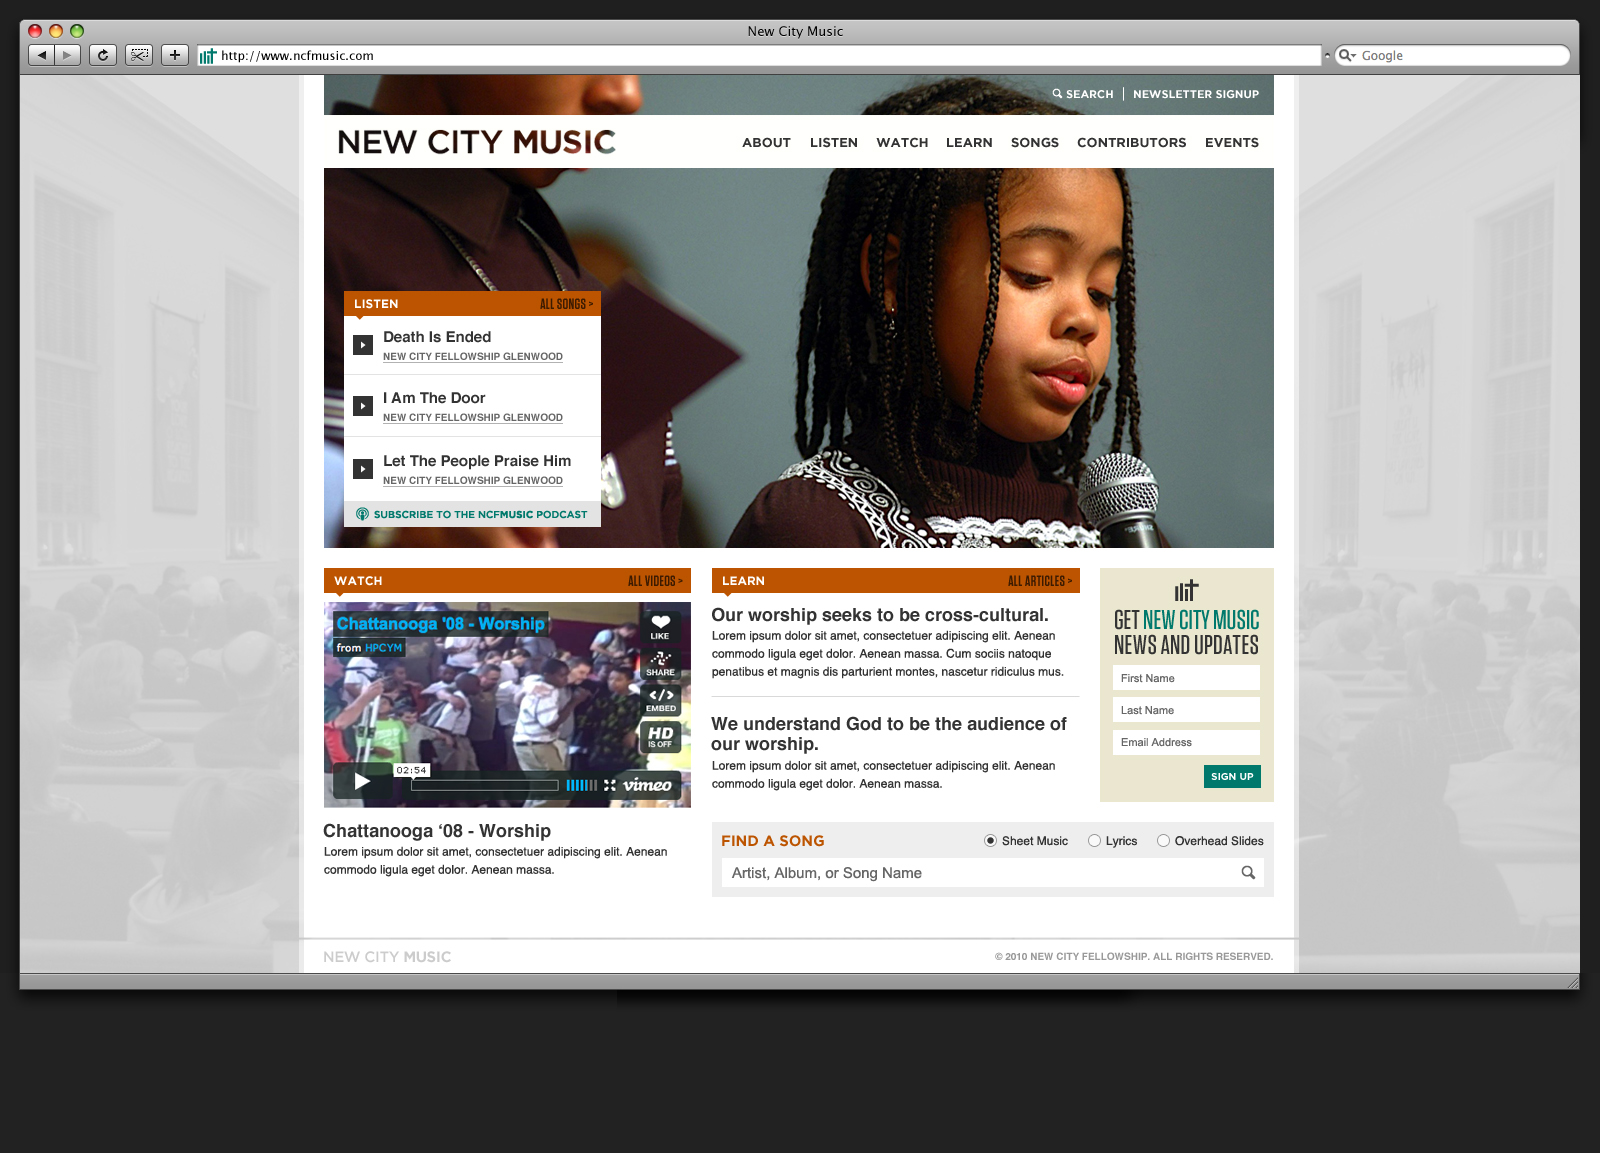 New City Music
http://www.ncfmusic.com
Google
SEARCH | NEWSLETTER SIGNUP
NEW CITY MUSIC
ABOUT LISTEN WATCH LEARN SONGS CONTRIBUTORS EVENTS
LISTEN ALL SONGS >
Death Is Ended
NEW CITY FELLOWSHIP GLENWOOD
I Am The Door
NEW CITY FELLOWSHIP GLENWOOD
Let The People Praise Him
NEW CITY FELLOWSHIP GLENWOOD
SUBSCRIBE TO THE NCFMUSIC PODCAST
WATCH ALL VIDEOS >
Chattanooga '08 - Worship
from HPCYM
LIKE
SHARE
EMBED
HD
IS OFF
02:54
vimeo
Chattanooga ‘08 - Worship
Lorem ipsum dolor sit amet, consectetuer adipiscing elit. Aenean
commodo ligula eget dolor. Aenean massa.
LEARN ALL ARTICLES >
Our worship seeks to be cross-cultural.
Lorem ipsum dolor sit amet, consectetuer adipiscing elit. Aenean
commodo ligula eget dolor. Aenean massa. Cum sociis natoque
penatibus et magnis dis parturient montes, nascetur ridiculus mus.
We understand God to be the audience of
our worship.
Lorem ipsum dolor sit amet, consectetuer adipiscing elit. Aenean
commodo ligula eget dolor. Aenean massa.
GET NEW CITY MUSIC
NEWS AND UPDATES
First Name
Last Name
Email Address
SIGN UP
FIND A SONG
Sheet Music Lyrics Overhead Slides
Artist, Album, or Song Name
NEW CITY MUSIC
© 2010 NEW CITY FELLOWSHIP. ALL RIGHTS RESERVED.